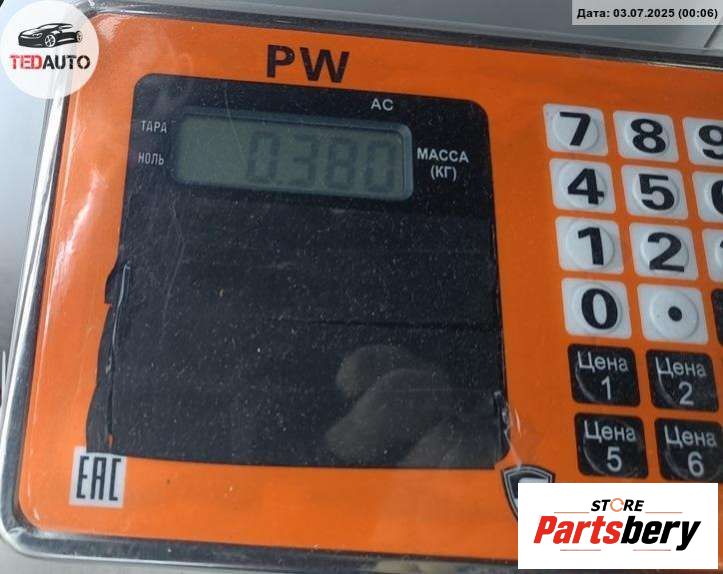 Дата: 03.07.2025 (00:06)
TEDAUTO
PW
AC
ТАРА
НОЛЬ
0.380
МАССА
(КГ)
7 8 9
4 5
1 2
0 .
Цена 1
Цена 2
Цена 5
Цена 6
EAC
STORE
Partsbery